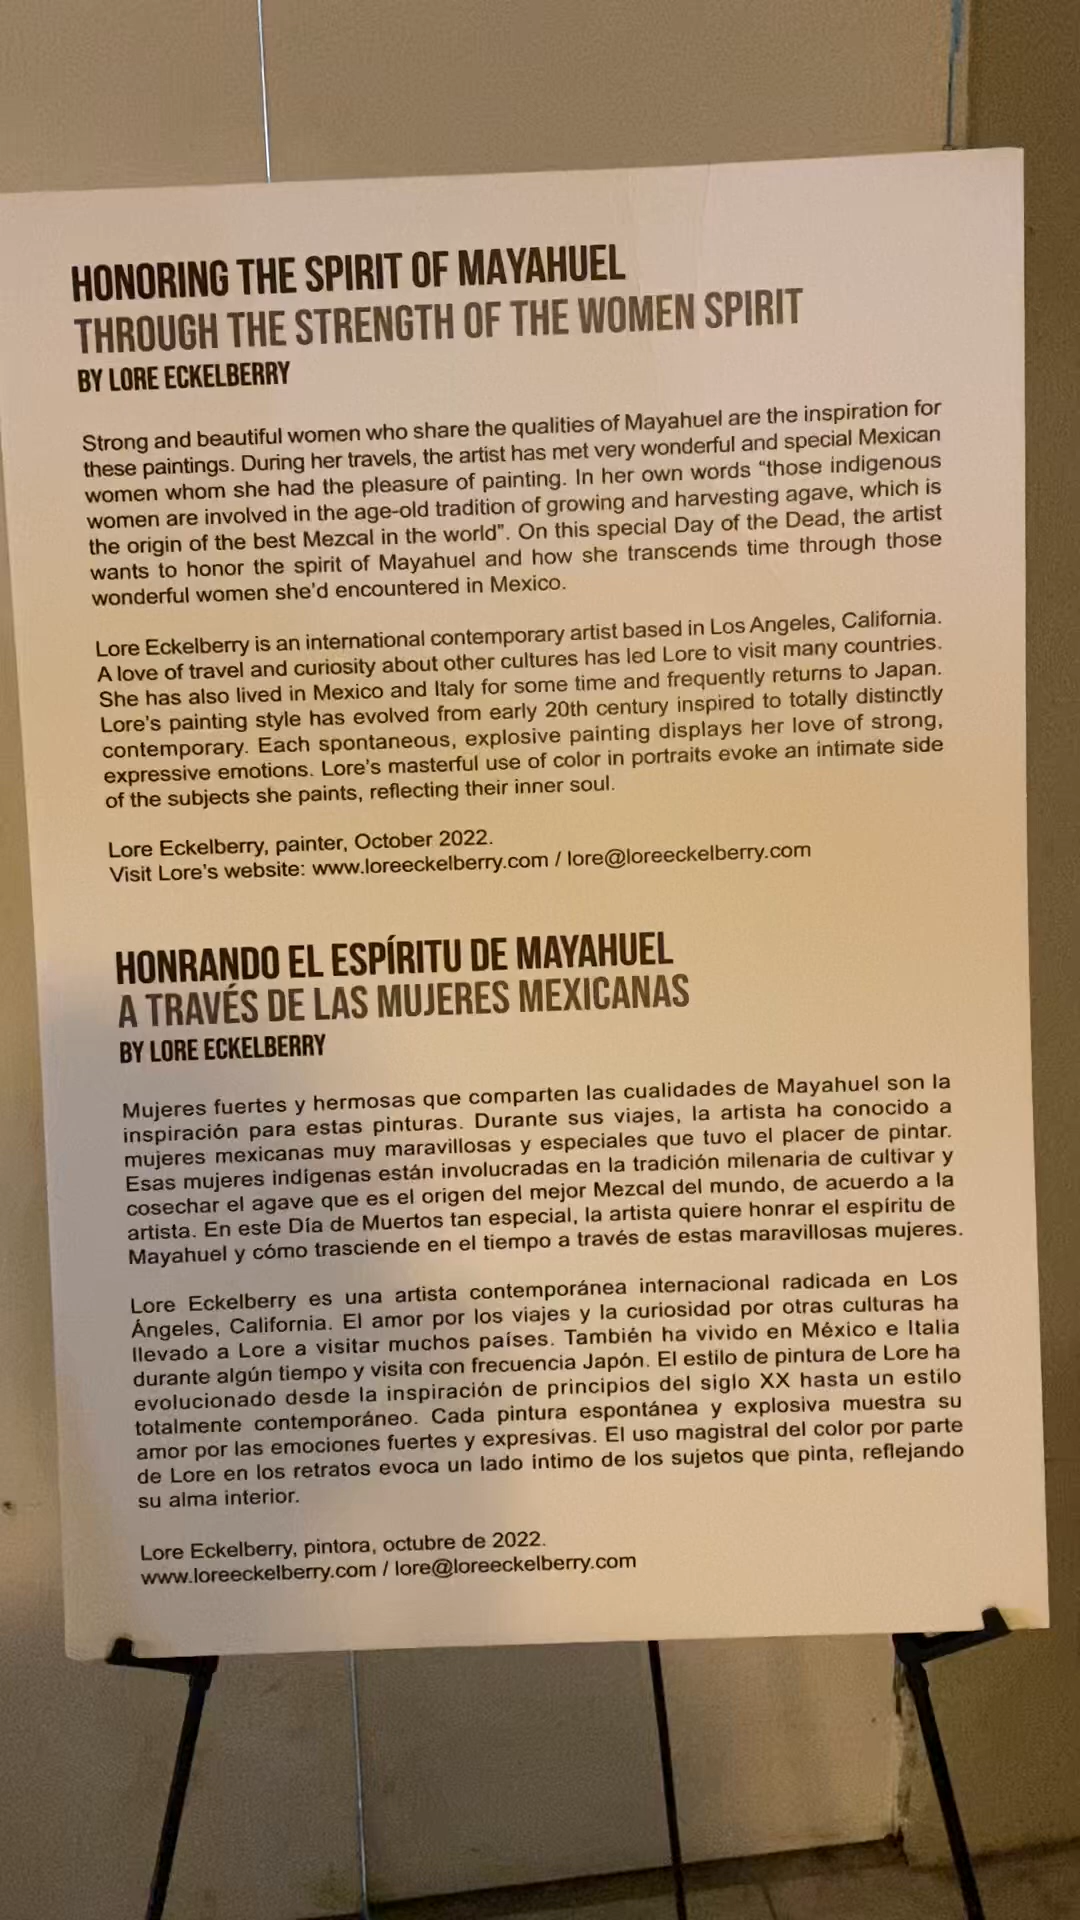 HONORING THE SPIRIT OF MAYAHUEL
THROUGH THE STRENGTH OF THE WOMEN SPIRIT
BY LORE ECKELBERRY
Strong and beautiful women who share the qualities of Mayahuel are the inspiration for
these paintings. During her travels, the artist has met very wonderful and special Mexican
women whom she had the pleasure of painting. In her own words “those indigenous
women are involved in the age-old tradition of growing and harvesting agave, which is
the origin of the best Mezcal in the world”. On this special Day of the Dead, the artist
wants to honor the spirit of Mayahuel and how she transcends time through those
wonderful women she’d encountered in Mexico.
Lore Eckelberry is an international contemporary artist based in Los Angeles, California.
A love of travel and curiosity about other cultures has led Lore to visit many countries.
She has also lived in Mexico and Italy for some time and frequently returns to Japan.
Lore’s painting style has evolved from early 20th century inspired to totally distinctly
contemporary. Each spontaneous, explosive painting displays her love of strong,
expressive emotions. Lore’s masterful use of color in portraits evoke an intimate side
of the subjects she paints, reflecting their inner soul.
Lore Eckelberry, painter, October 2022.
Visit Lore’s website: www.loreeckelberry.com / lore@loreeckelberry.com
HONRANDO EL ESPÍRITU DE MAYAHUEL
A TRAVÉS DE LAS MUJERES MEXICANAS
BY LORE ECKELBERRY
Mujeres fuertes y hermosas que comparten las cualidades de Mayahuel son la
inspiración para estas pinturas. Durante sus viajes, la artista ha conocido a
mujeres mexicanas muy maravillosas y especiales que tuvo el placer de pintar.
Esas mujeres indígenas están involucradas en la tradición milenaria de cultivar y
cosechar el agave que es el origen del mejor Mezcal del mundo, de acuerdo a la
artista. En este Día de Muertos tan especial, la artista quiere honrar el espíritu de
Mayahuel y cómo trasciende en el tiempo a través de estas maravillosas mujeres.
Lore Eckelberry es una artista contemporánea internacional radicada en Los
Ángeles, California. El amor por los viajes y la curiosidad por otras culturas ha
llevado a Lore a visitar muchos países. También ha vivido en México e Italia
durante algún tiempo y visita con frecuencia Japón. El estilo de pintura de Lore ha
evolucionado desde la inspiración de principios del siglo XX hasta un estilo
totalmente contemporáneo. Cada pintura espontánea y explosiva muestra su
amor por las emociones fuertes y expresivas. El uso magistral del color por parte
de Lore en los retratos evoca un lado íntimo de los sujetos que pinta, reflejando
su alma interior.
Lore Eckelberry, pintora, octubre de 2022.
www.loreeckelberry.com / lore@loreeckelberry.com